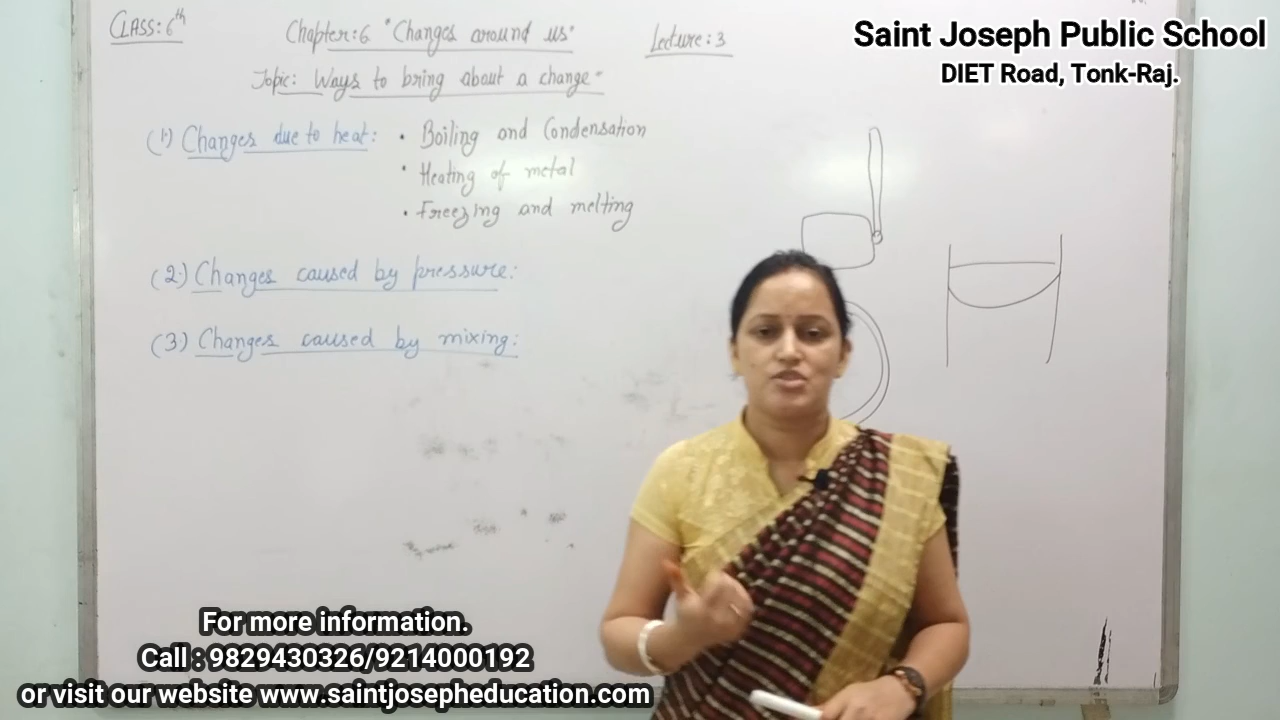 CLASS: 6th
Chapter: 6 "Changes around us"
Lecture: 3
Saint Joseph Public School
DIET Road, Tonk-Raj.
Topic: Ways to bring about a change"
(1.) Changes due to heat: • Boiling and Condensation
• Heating of metal
• Freezing and melting
(2.) Changes caused by pressure:
(3.) Changes caused by mixing:
For more information.
Call : 9829430326/9214000192
or visit our website www.saintjosepheducation.com